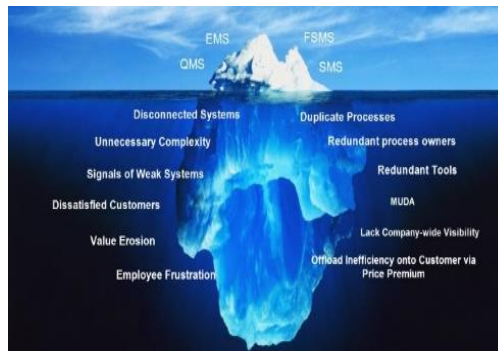 EMS
FSMS
QMS
SMS
Disconnected Systems
Duplicate Processes
Unnecessary Complexity
Redundant process owners
Signals of Weak Systems
Redundant Tools
Dissatisfied Customers
MUDA
Value Erosion
Lack Company-wide Visibility
Employee Frustration
Offload Inefficiency onto Customer via
Price Premium